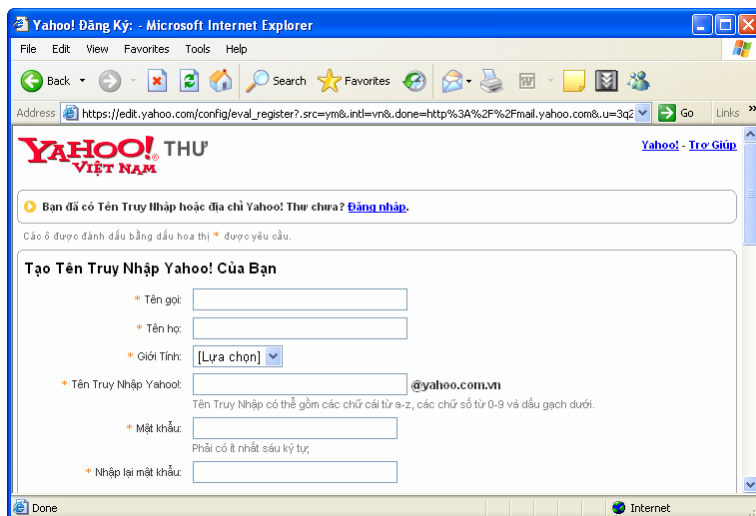 Yahoo! Đăng Ký: - Microsoft Internet Explorer
File Edit View Favorites Tools Help
Back Search Favorites
Address https://edit.yahoo.com/config/eval_register?.src=ym&.intl=vn&.done=http%3A%2F%2Fmail.yahoo.com&.u=3q2 Go Links »
YAHOO! THƯ
VIỆT NAM
Yahoo! - Trợ Giúp
Bạn đã có Tên Truy Nhập hoặc địa chỉ Yahoo! Thư chưa? Đăng nhập.
Các ô được đánh dấu bằng dấu hoa thị * được yêu cầu.
Tạo Tên Truy Nhập Yahoo! Của Bạn
* Tên gọi:
* Tên họ:
* Giới Tính: [Lựa chọn]
* Tên Truy Nhập Yahoo!: @yahoo.com.vn
Tên Truy Nhập có thể gồm các chữ cái từ a-z, các chữ số từ 0-9 và dấu gạch dưới.
* Mật khẩu:
Phải có ít nhất sáu ký tự;
* Nhập lại mật khẩu:
Done Internet